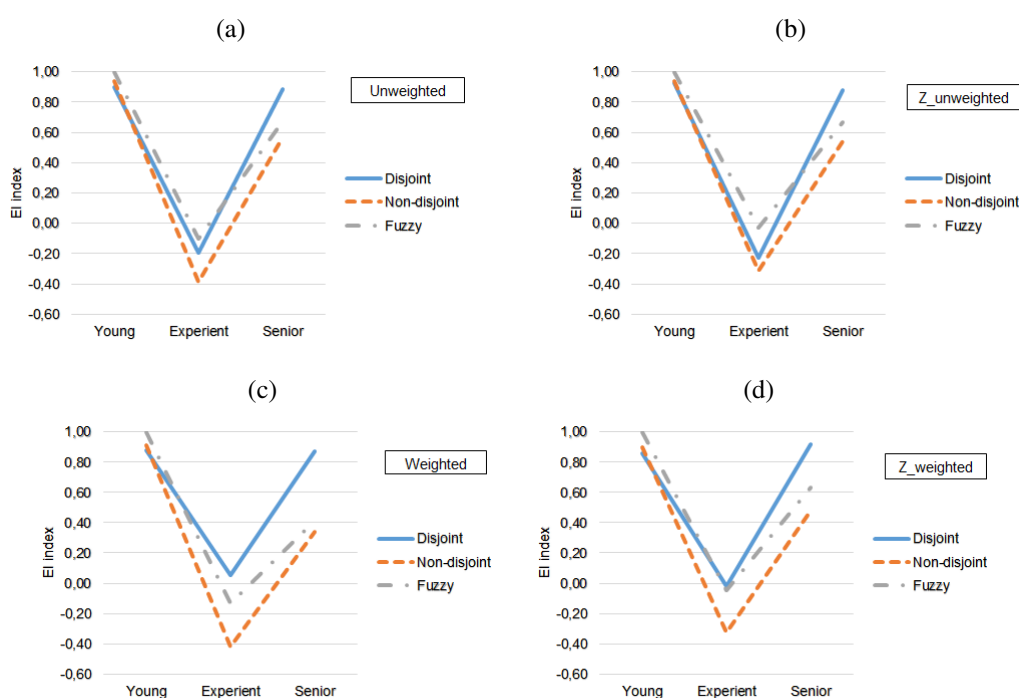 (a)
Unweighted
EI index
1,00
0,80
0,60
0,40
0,20
0,00
-0,20
-0,40
-0,60
Young Experient Senior
Disjoint
Non-disjoint
Fuzzy
(b)
Z_unweighted
EI index
1,00
0,80
0,60
0,40
0,20
0,00
-0,20
-0,40
-0,60
Young Experient Senior
Disjoint
Non-disjoint
Fuzzy
(c)
Weighted
EI index
1,00
0,80
0,60
0,40
0,20
0,00
-0,20
-0,40
-0,60
Young Experient Senior
Disjoint
Non-disjoint
Fuzzy
(d)
Z_weighted
EI index
1,00
0,80
0,60
0,40
0,20
0,00
-0,20
-0,40
-0,60
Young Experient Senior
Disjoint
Non-disjoint
Fuzzy